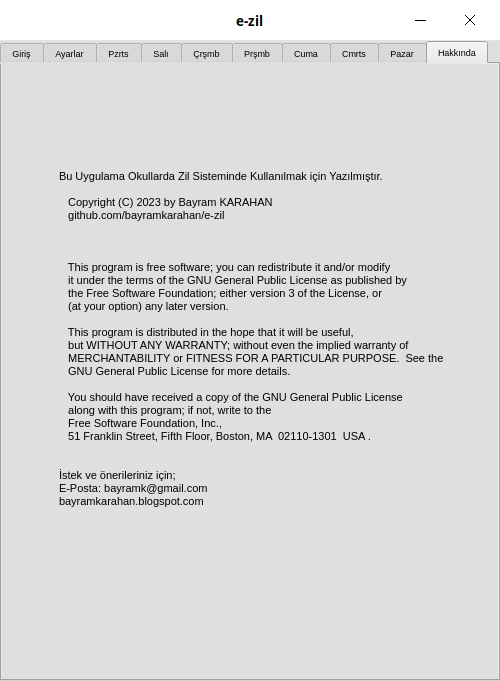 e-zil
Giriş Ayarlar Pzrts Salı Çrşmb Prşmb Cuma Cmrts Pazar Hakkında
Bu Uygulama Okullarda Zil Sisteminde Kullanılmak için Yazılmıştır.
Copyright (C) 2023 by Bayram KARAHAN
github.com/bayramkarahan/e-zil
This program is free software; you can redistribute it and/or modify
it under the terms of the GNU General Public License as published by
the Free Software Foundation; either version 3 of the License, or
(at your option) any later version.
This program is distributed in the hope that it will be useful,
but WITHOUT ANY WARRANTY; without even the implied warranty of
MERCHANTABILITY or FITNESS FOR A PARTICULAR PURPOSE.  See the
GNU General Public License for more details.
You should have received a copy of the GNU General Public License
along with this program; if not, write to the
Free Software Foundation, Inc.,
51 Franklin Street, Fifth Floor, Boston, MA  02110-1301  USA .
İstek ve önerileriniz için;
E-Posta: bayramk@gmail.com
bayramkarahan.blogspot.com